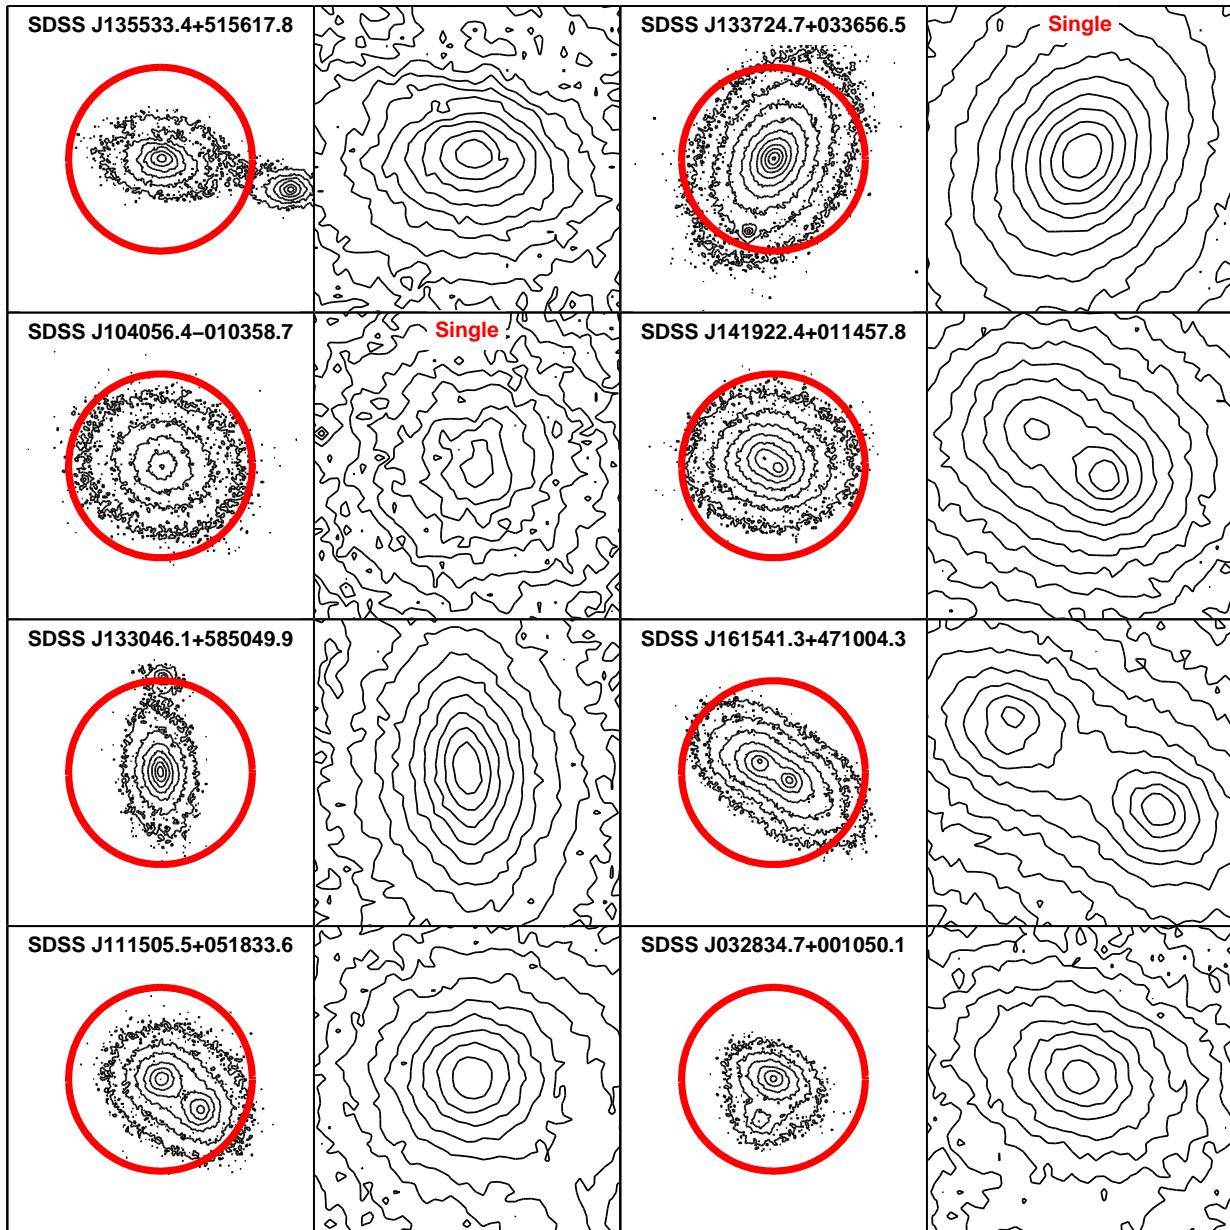 SDSS J135533.4+515617.8
SDSS J133724.7+033656.5
Single
SDSS J104056.4−010358.7
Single
SDSS J141922.4+011457.8
SDSS J133046.1+585049.9
SDSS J161541.3+471004.3
SDSS J111505.5+051833.6
SDSS J032834.7+001050.1